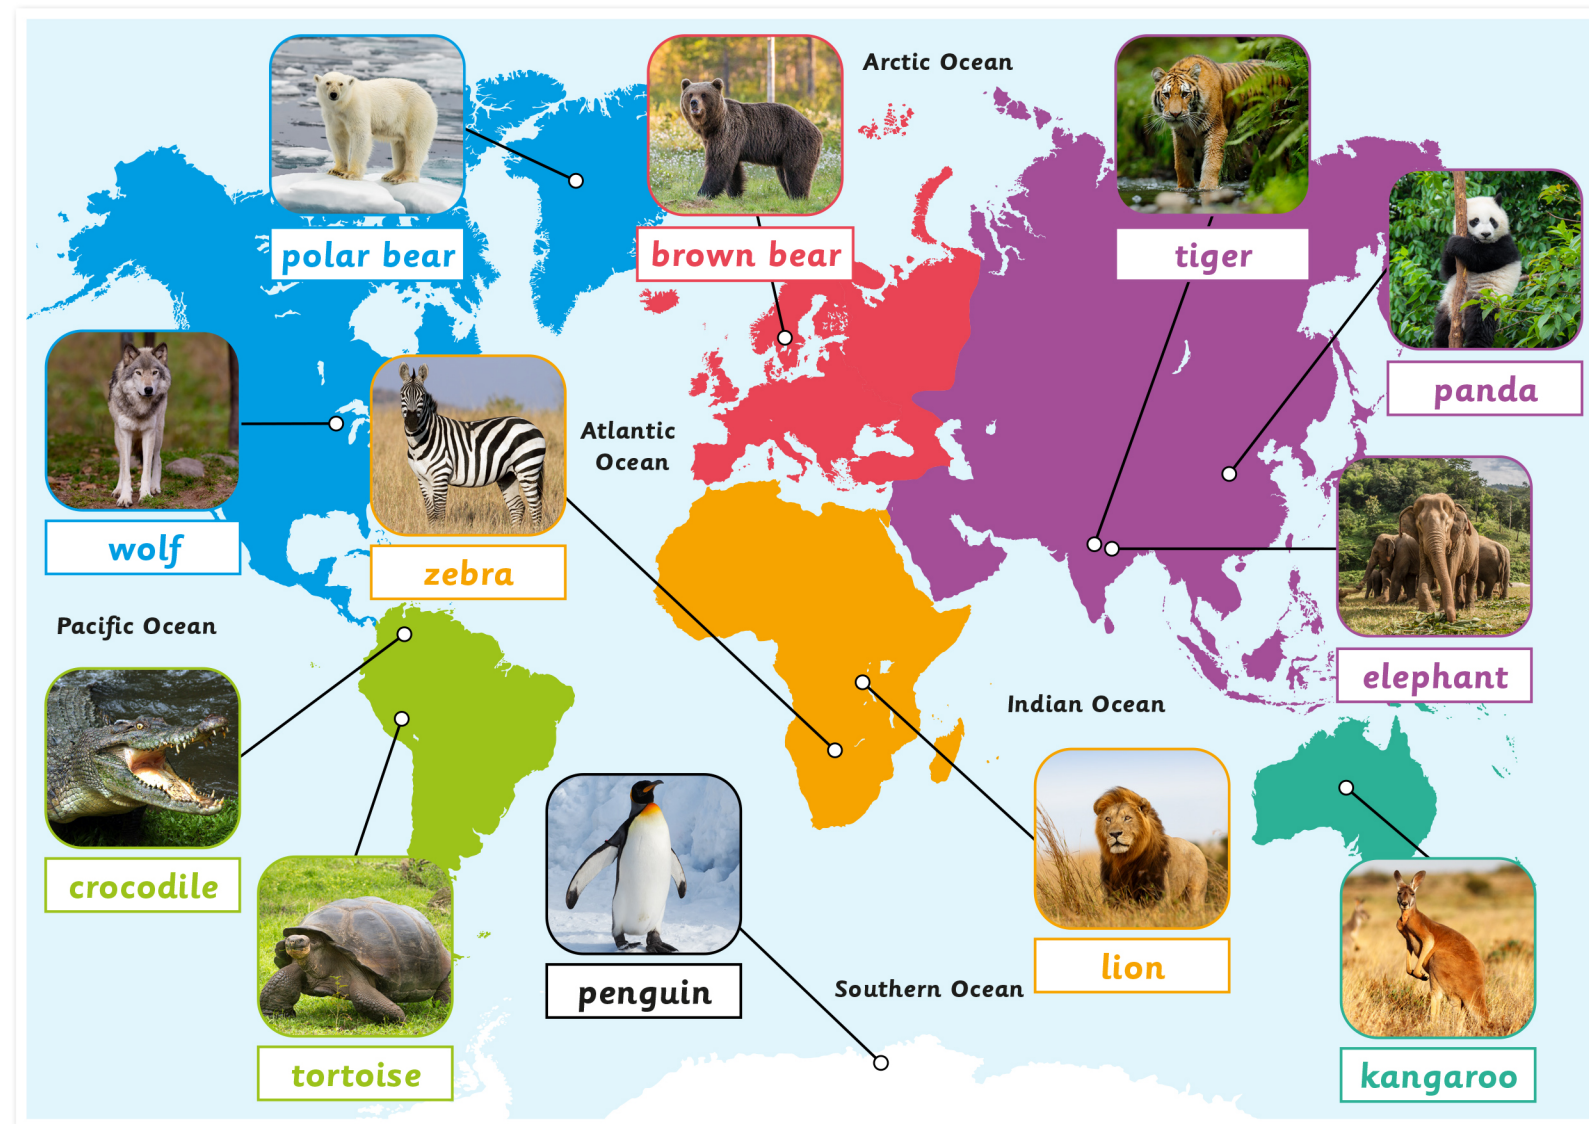 Arctic Ocean
polar bear
brown bear
tiger
panda
Atlantic
Ocean
wolf
zebra
Pacific Ocean
elephant
Indian Ocean
crocodile
lion
penguin
Southern Ocean
tortoise
kangaroo